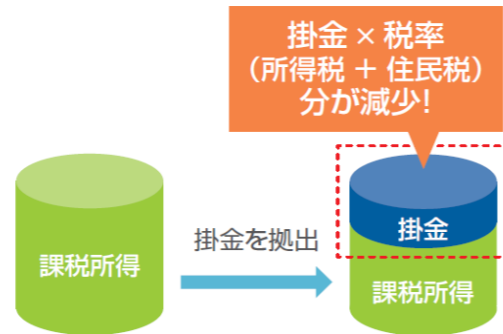 掛金 × 税率
（所得税 + 住民税）
分が減少!
掛金を拠出
課税所得
掛金
課税所得